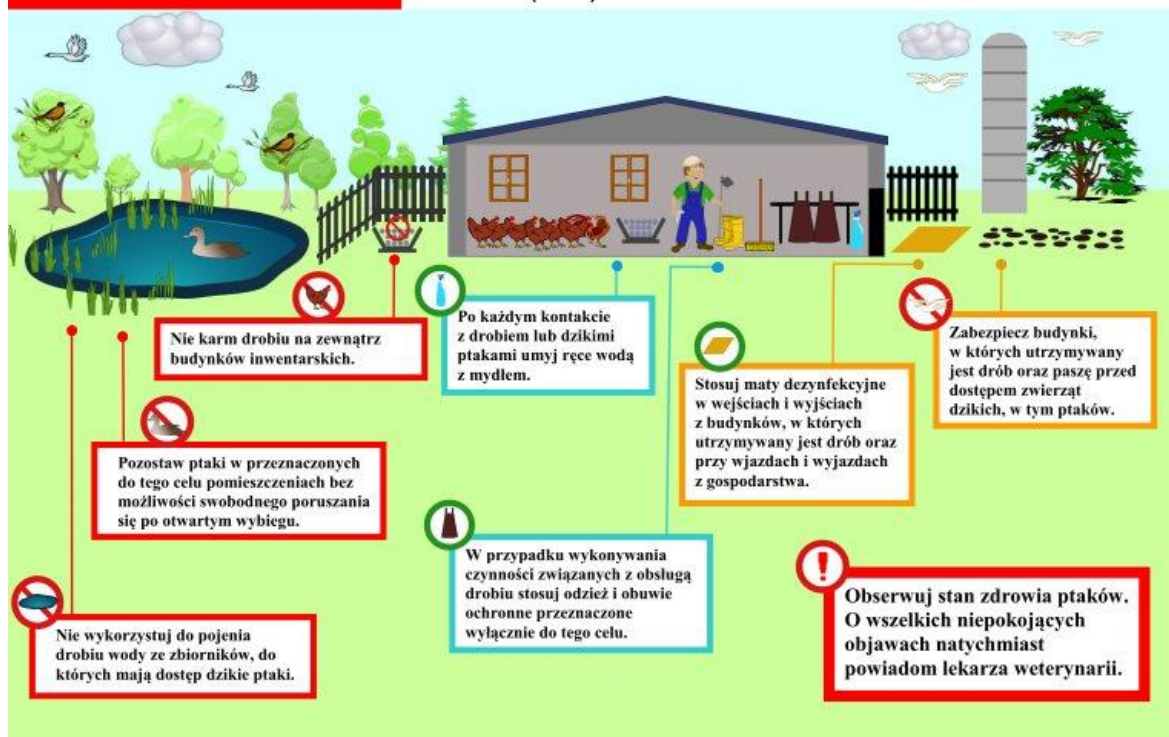 Nie karm drobiu na zewnątrz
budynków inwentarskich.
Po każdym kontakcie
z drobiem lub dzikimi
ptakami umyj ręce wodą
z mydłem.
Stosuj maty dezynfekcyjne
w wejściach i wyjściach
z budynków, w których
utrzymywany jest drób oraz
przy wjazdach i wyjazdach
z gospodarstwa.
Zabezpiecz budynki,
w których utrzymywany
jest drób oraz paszę przed
dostępem zwierząt
dzikich, w tym ptaków.
Pozostaw ptaki w przeznaczonych
do tego celu pomieszczeniach bez
możliwości swobodnego poruszania
się po otwartym wybiegu.
W przypadku wykonywania
czynności związanych z obsługą
drobiu stosuj odzież i obuwie
ochronne przeznaczone
wyłącznie do tego celu.
Nie wykorzystuj do pojenia
drobiu wody ze zbiorników, do
których mają dostęp dzikie ptaki.
Obserwuj stan zdrowia ptaków.
O wszelkich niepokojących
objawach natychmiast
powiadom lekarza weterynarii.